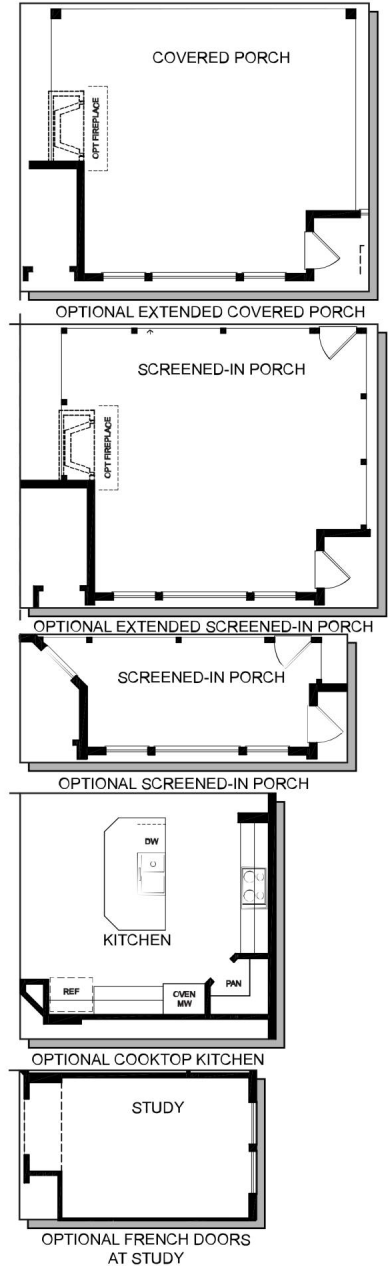 COVERED PORCH
OPT FIREPLACE
OPTIONAL EXTENDED COVERED PORCH
SCREENED-IN PORCH
OPT FIREPLACE
OPTIONAL EXTENDED SCREENED-IN PORCH
SCREENED-IN PORCH
OPTIONAL SCREENED-IN PORCH
DW
KITCHEN
REF
OVEN
MW
PAN
OPTIONAL COOKTOP KITCHEN
STUDY
OPTIONAL FRENCH DOORS
AT STUDY